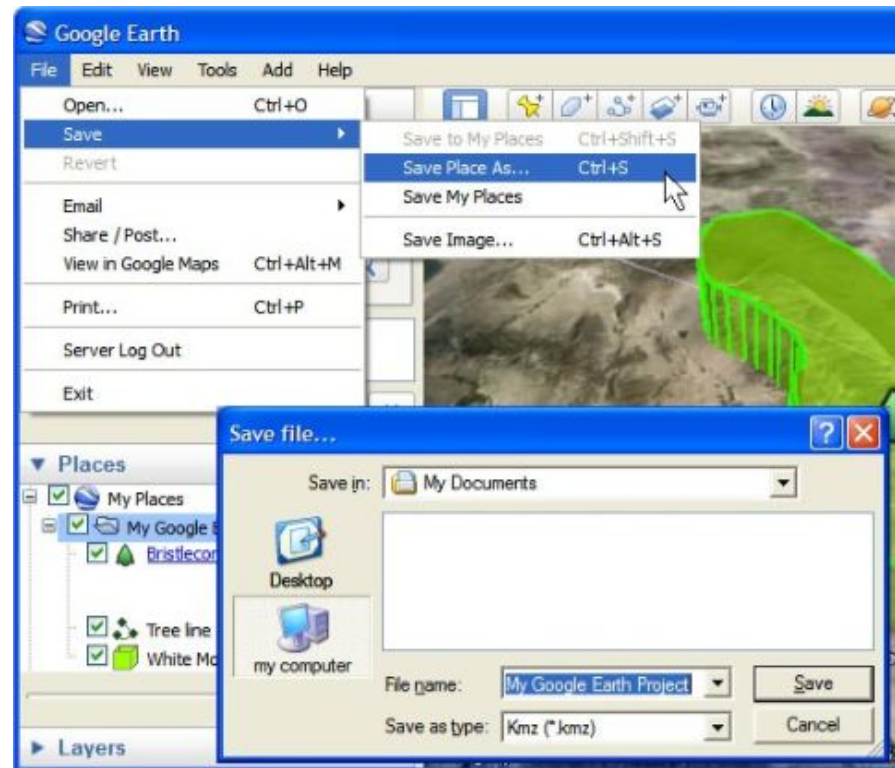 Google Earth
File Edit View Tools Add Help
Open... Ctrl+O
Save
Revert
Email
Share / Post...
View in Google Maps Ctrl+Alt+M
Print... Ctrl+P
Server Log Out
Exit
Save to My Places Ctrl+Shift+S
Save Place As... Ctrl+S
Save My Places
Save Image... Ctrl+Alt+S
Places
My Places
My Google
Bristlecon
Tree line
White Mo
Layers
Save file...
Save in: My Documents
Desktop
my computer
File name: My Google Earth Project Save
Save as type: Kmz (*.kmz) Cancel